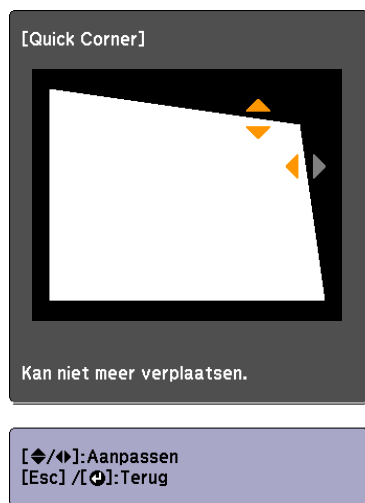 [Quick Corner]
Kan niet meer verplaatsen.
[◆/◆]:Aanpassen
[Esc] /[↵]:Terug